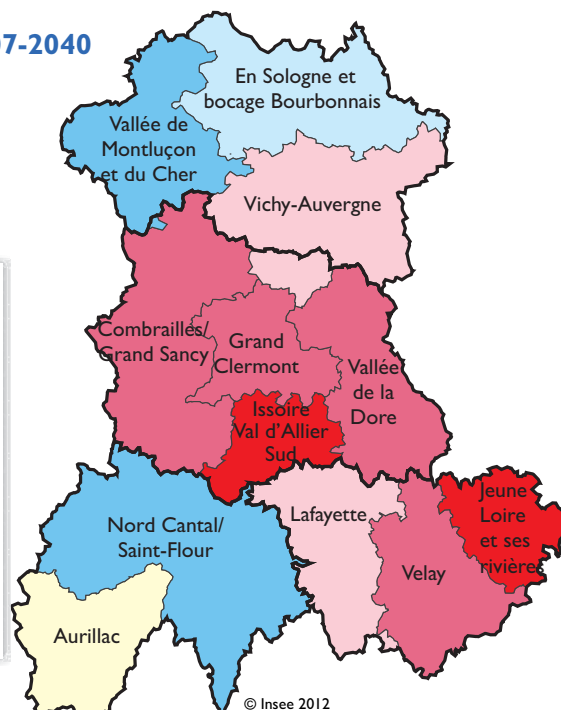 07-2040
En Sologne et
bocage Bourbonnais
Vallée de
Montluçon
et du Cher
Vichy-Auvergne
Combrailles/
Grand Sancy
Grand
Clermont
Vallée
de la
Dore
Issoire
Val d'Allier
Sud
Jeune
Loire
et ses
rivières
Lafayette
Nord Cantal/
Saint-Flour
Velay
Aurillac
© Insee 2012